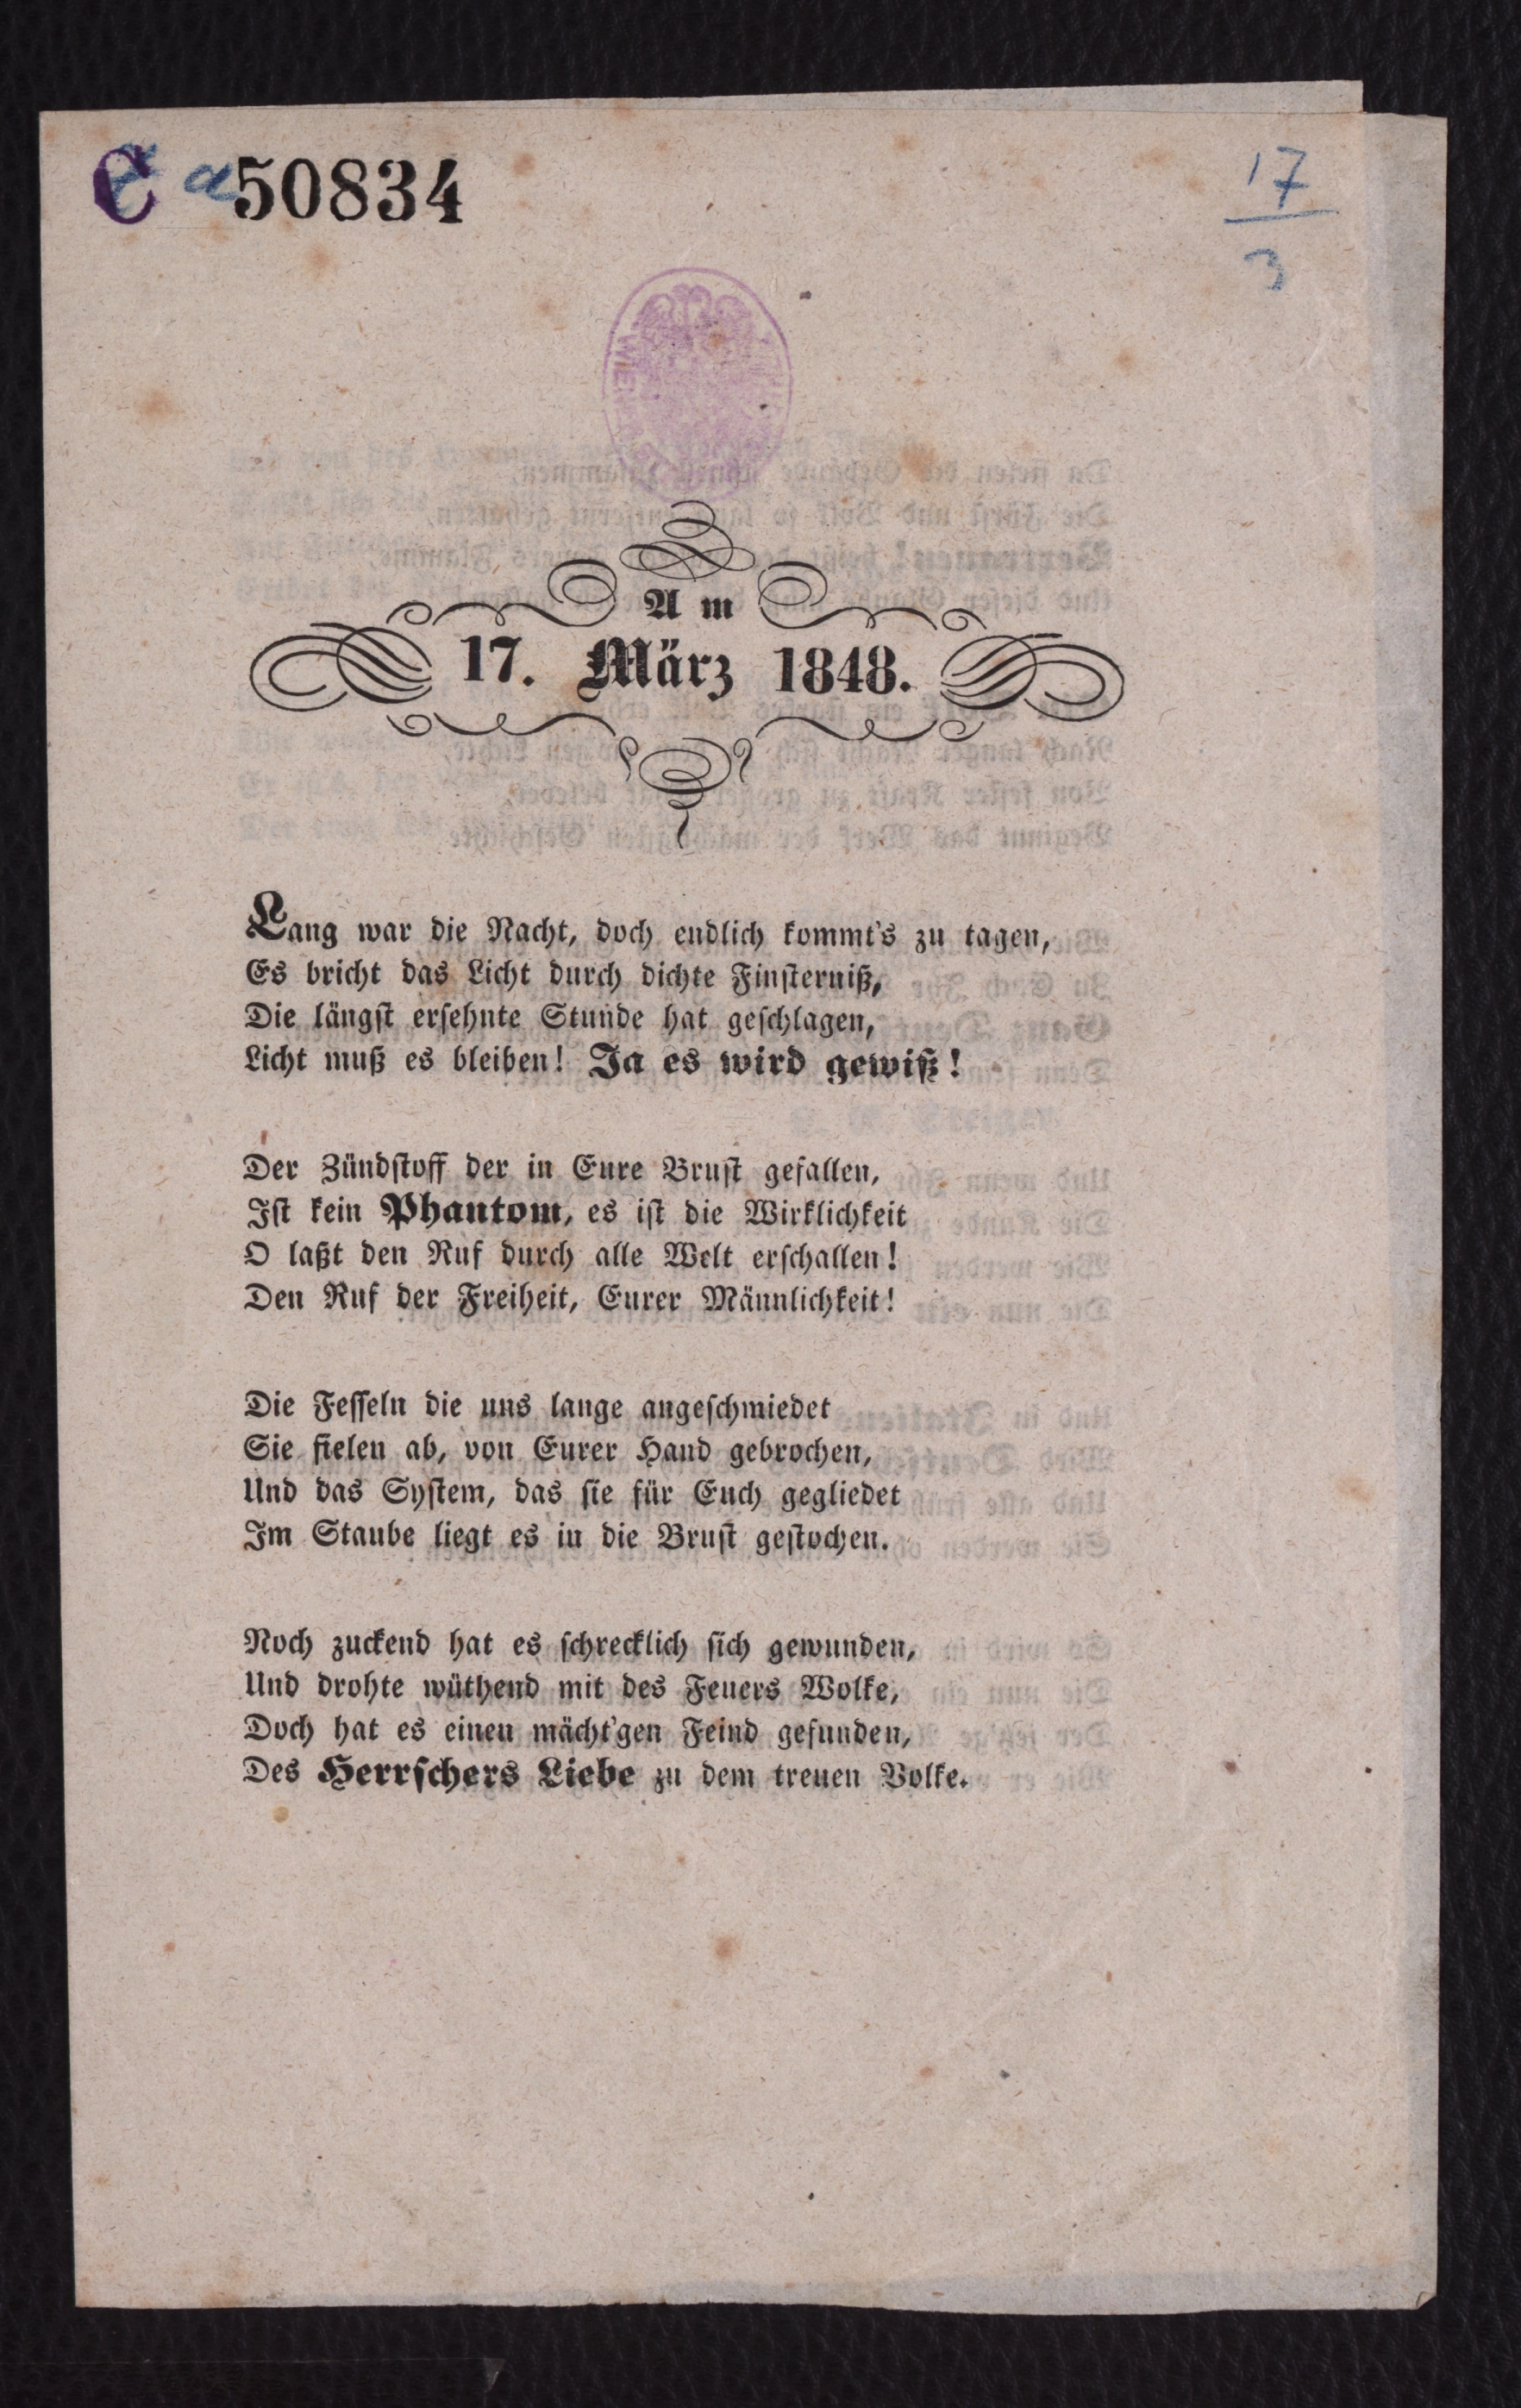 C a 50834
17
3
Am
17. März 1848.
Lang war die Nacht, doch endlich kommt's zu tagen,
Es bricht das Licht durch dichte Finsterniß,
Die längst ersehnte Stunde hat geschlagen,
Licht muß es bleiben! Ja es wird gewiß!
Der Zündstoff der in Eure Brust gefallen,
Ist kein Phantom, es ist die Wirklichkeit
O laßt den Ruf durch alle Welt erschallen!
Den Ruf der Freiheit, Eurer Männlichkeit!
Die Fesseln die uns lange angeschmiedet
Sie fielen ab, von Eurer Hand gebrochen,
Und das System, das sie für Euch gegliedet
Im Staube liegt es in die Brust gestochen.
Noch zuckend hat es schrecklich sich gewunden,
Und drohte wüthend mit des Feuers Wolke,
Doch hat es einen mächt'gen Feind gefunden,
Des Herrschers Liebe zu dem treuen Volke.